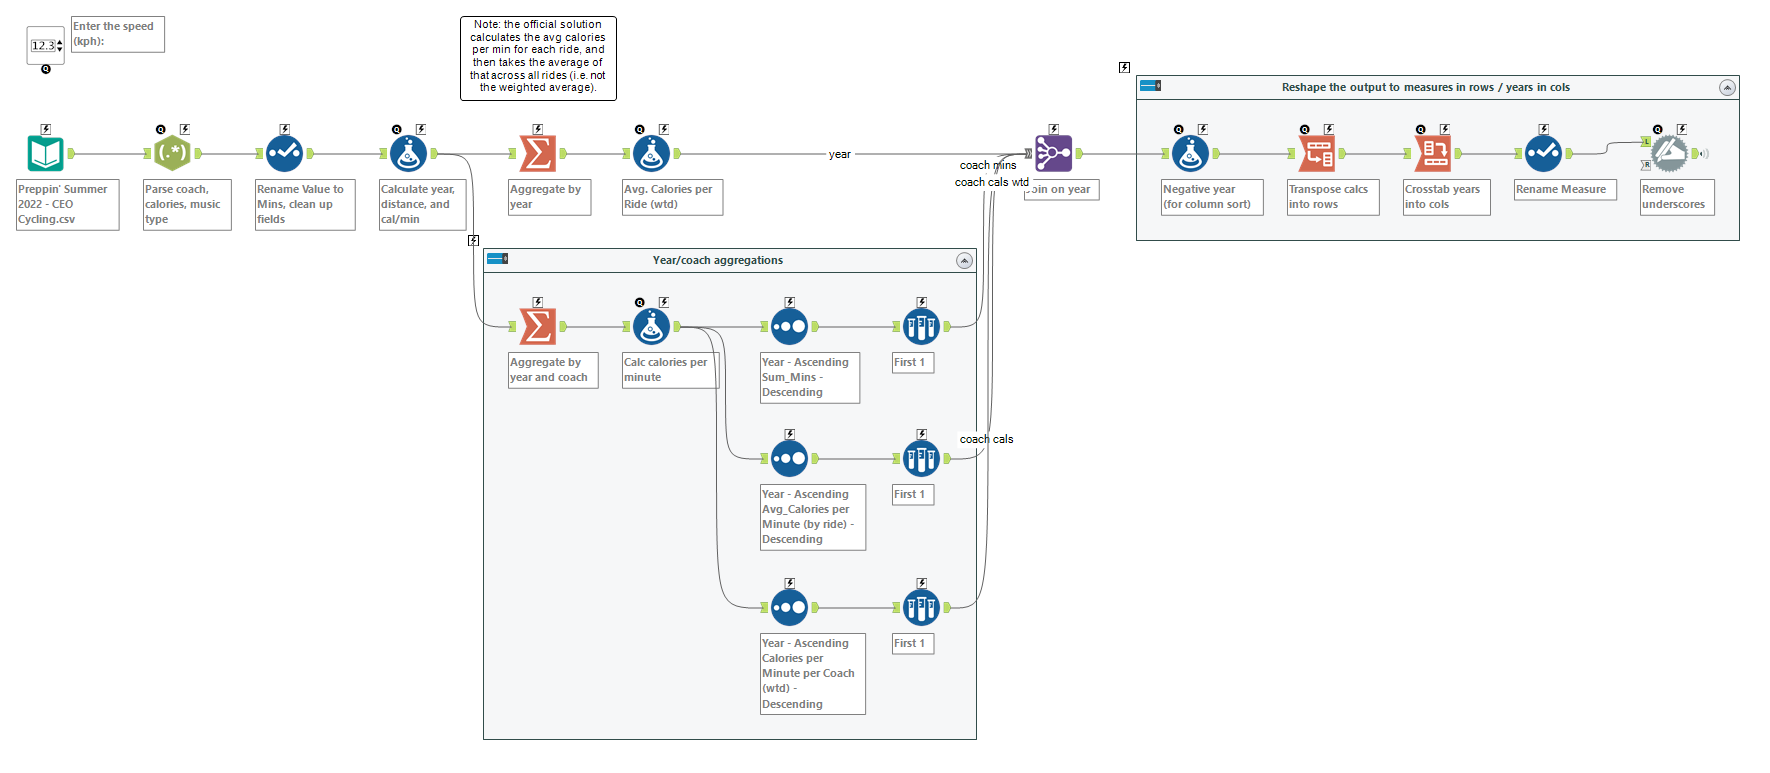 12.3
Enter the speed
(kph):
Note: the official solution
calculates the avg calories
per min for each ride, and
then takes the average of
that across all rides (i.e. not
the weighted average).
Preppin' Summer
2022 - CEO
Cycling.csv
(.*)
Parse coach,
calories, music
type
Rename Value to
Mins, clean up
fields
Calculate year,
distance, and
cal/min
Aggregate by
year
Avg. Calories per
Ride (wtd)
year
coach mins
coach cals wtd
Join on year
Reshape the output to measures in rows / years in cols
Negative year
(for column sort)
Transpose calcs
into rows
Crosstab years
into cols
Rename Measure
L
R
Remove
underscores
Year/coach aggregations
Aggregate by
year and coach
Calc calories per
minute
Year - Ascending
Sum_Mins -
Descending
First 1
coach cals
Year - Ascending
Avg_Calories per
Minute (by ride) -
Descending
First 1
Year - Ascending
Calories per
Minute per Coach
(wtd) -
Descending
First 1